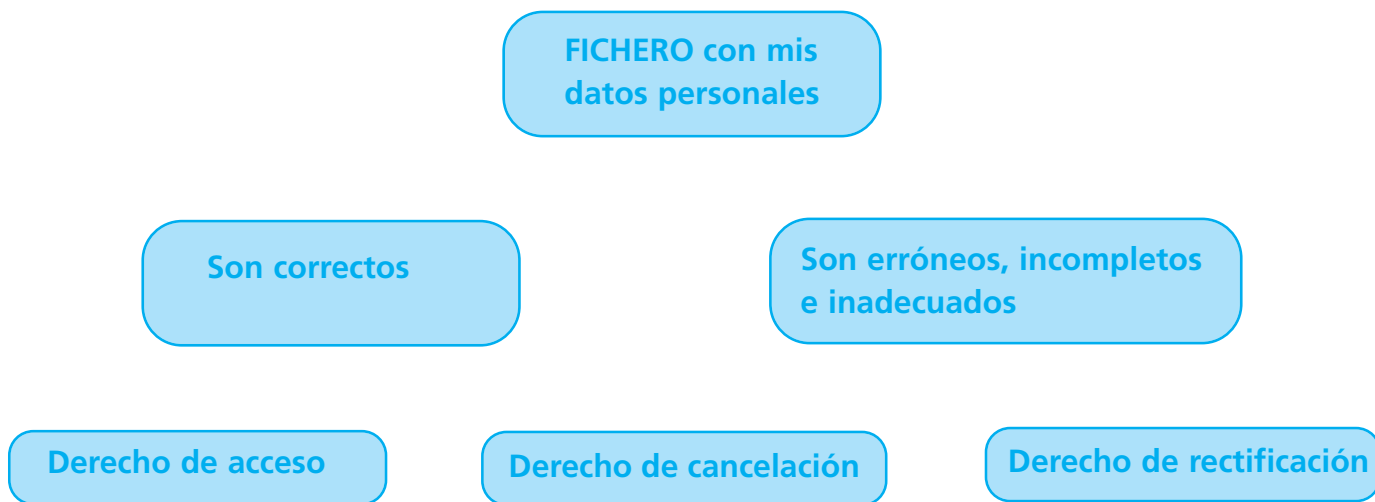 FICHERO con mis
datos personales
Son correctos
Son erróneos, incompletos
e inadecuados
Derecho de acceso
Derecho de cancelación
Derecho de rectificación